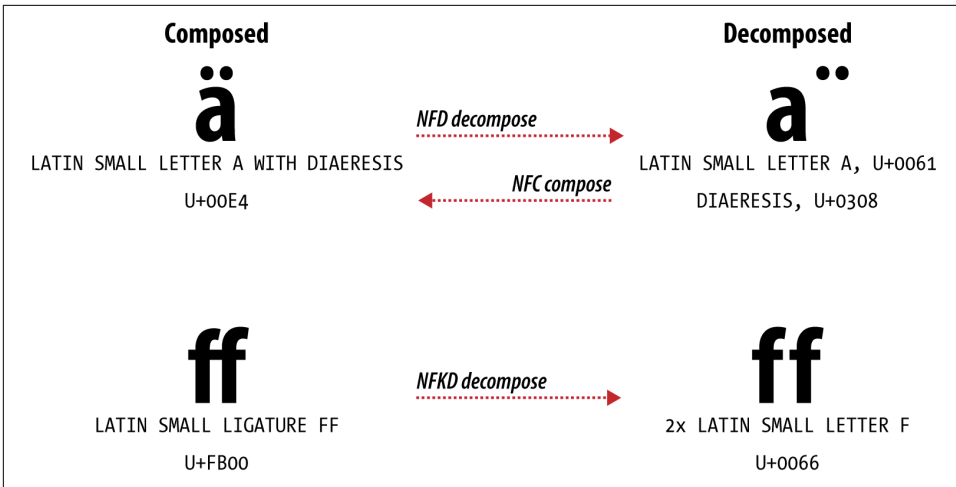 Composed
Decomposed
ä
a ¨
NFD decompose
LATIN SMALL LETTER A WITH DIAERESIS
LATIN SMALL LETTER A, U+0061
NFC compose
U+00E4
DIAERESIS, U+0308
ff
f f
NFKD decompose
LATIN SMALL LIGATURE FF
2x LATIN SMALL LETTER F
U+FB00
U+0066